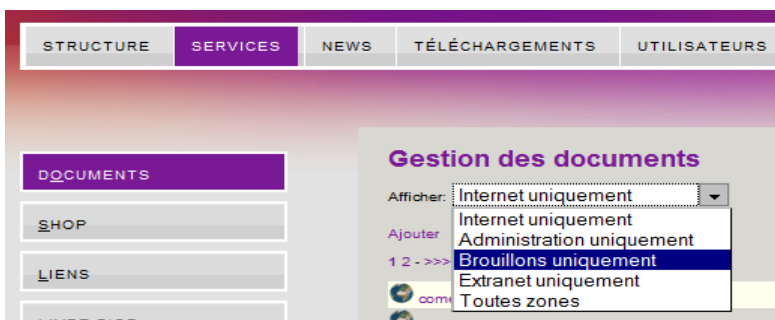 STRUCTURE SERVICES NEWS TÉLÉCHARGEMENTS UTILISATEURS
DOCUMENTS
SHOP
LIENS
Gestion des documents
Afficher: Internet uniquement
Internet uniquement
Administration uniquement
Brouillons uniquement
Extranet uniquement
Toutes zones
Ajouter
1 2 - >>>